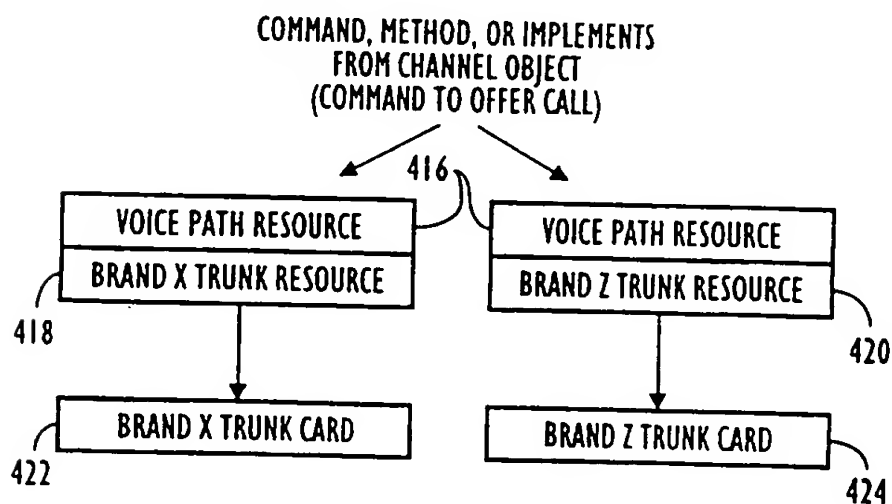 COMMAND, METHOD, OR IMPLEMENTS
FROM CHANNEL OBJECT
(COMMAND TO OFFER CALL)
416
VOICE PATH RESOURCE
BRAND X TRUNK RESOURCE
418
VOICE PATH RESOURCE
BRAND Z TRUNK RESOURCE
420
BRAND X TRUNK CARD
422
BRAND Z TRUNK CARD
424